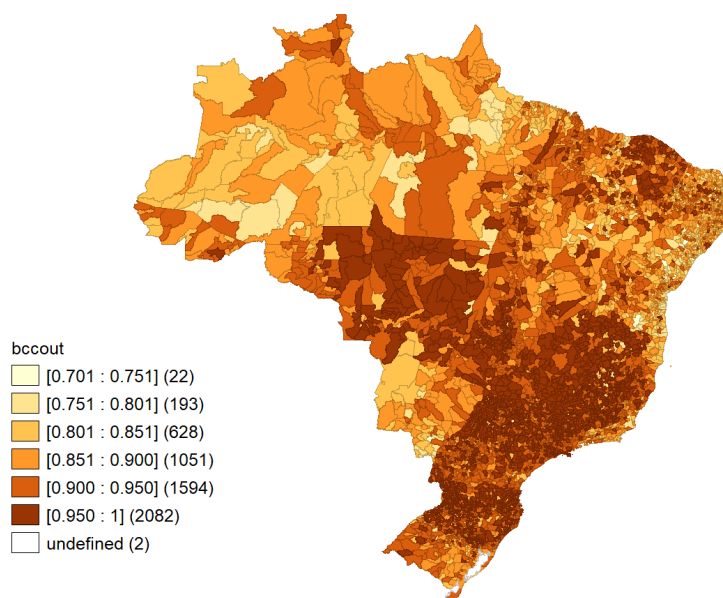 bccout
[0.701 : 0.751] (22)
[0.751 : 0.801] (193)
[0.801 : 0.851] (628)
[0.851 : 0.900] (1051)
[0.900 : 0.950] (1594)
[0.950 : 1] (2082)
undefined (2)